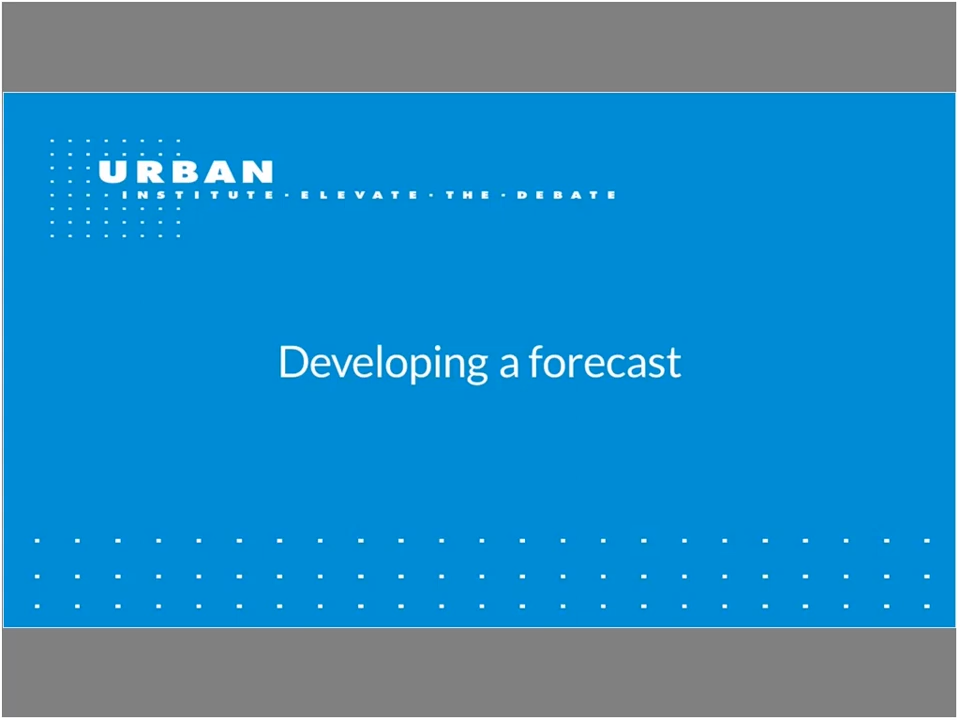 URBAN
INSTITUTE · ELEVATE · THE · DEBATE
Developing a forecast